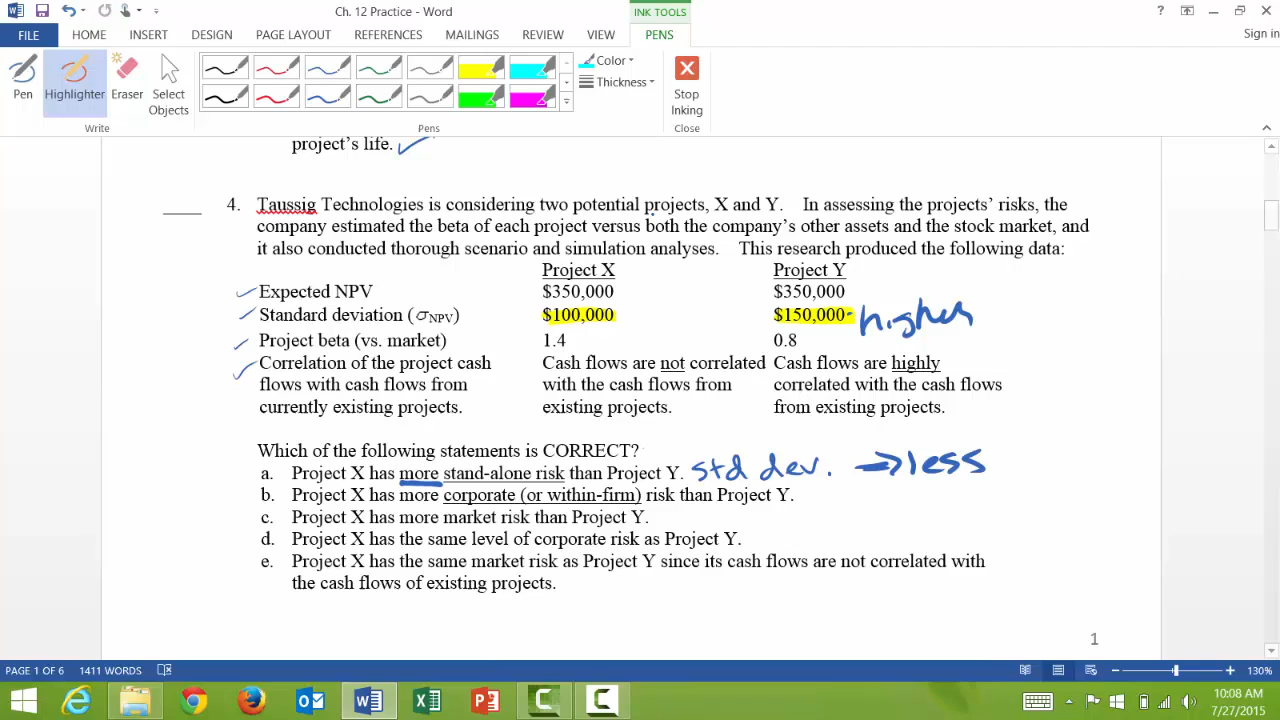 Ch. 12 Practice - Word
INK TOOLS
?
FILE HOME INSERT DESIGN PAGE LAYOUT REFERENCES MAILINGS REVIEW VIEW PENS
Sign in
Pen Highlighter Eraser Select Objects
Color
Thickness
Stop Inking
Write Pens Close
project's life.
4. Taussig Technologies is considering two potential projects, X and Y. In assessing the projects' risks, the
company estimated the beta of each project versus both the company's other assets and the stock market, and
it also conducted thorough scenario and simulation analyses. This research produced the following data:
Project X Project Y
Expected NPV $350,000 $350,000
Standard deviation (σNPV) $100,000 $150,000 higher
Project beta (vs. market) 1.4 0.8
Correlation of the project cash Cash flows are not correlated Cash flows are highly
flows with cash flows from with the cash flows from correlated with the cash flows
currently existing projects. existing projects. from existing projects.
Which of the following statements is CORRECT?
a. Project X has more stand-alone risk than Project Y. std dev. → less
b. Project X has more corporate (or within-firm) risk than Project Y.
c. Project X has more market risk than Project Y.
d. Project X has the same level of corporate risk as Project Y.
e. Project X has the same market risk as Project Y since its cash flows are not correlated with
the cash flows of existing projects.
1
PAGE 1 OF 6 1411 WORDS 130%
10:08 AM
7/27/2015